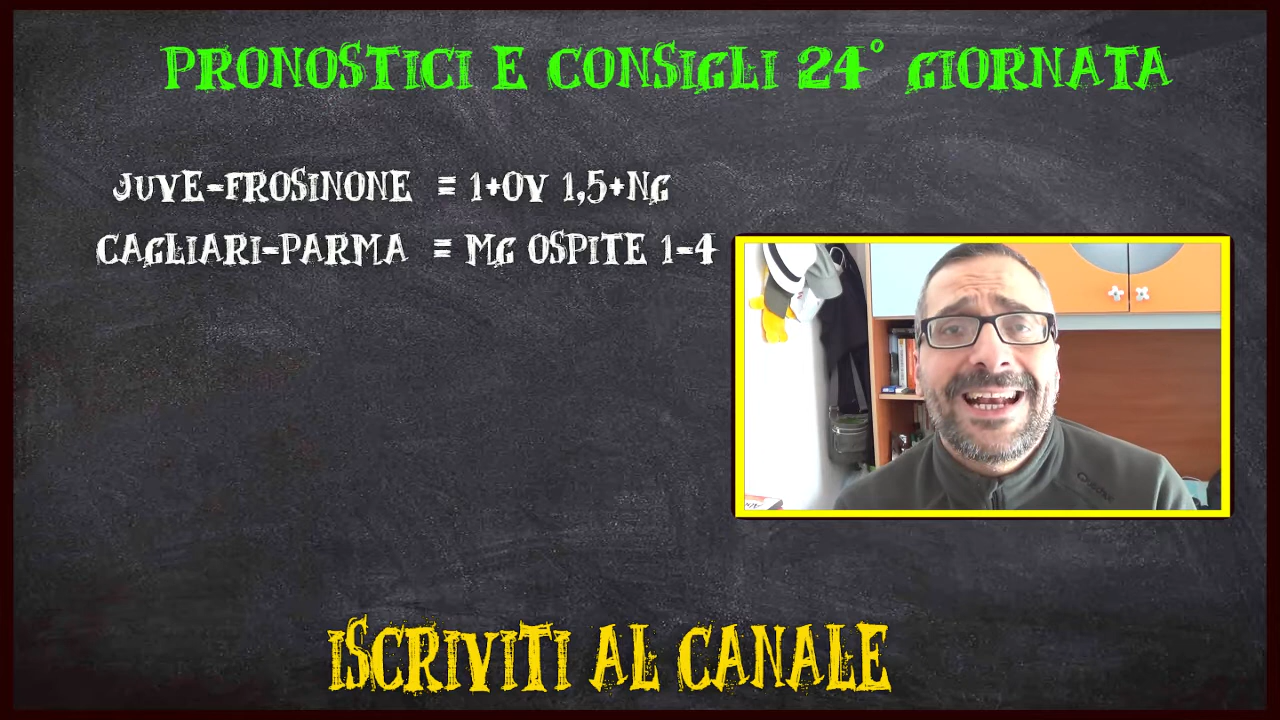 PRONOSTICI E CONSIGLI 24° GIORNATA
JUVE-FROSINONE = 1+OV 1,5+NG
CAGLIARI-PARMA = MG OSPITE 1-4
ISCRIVITI AL CANALE